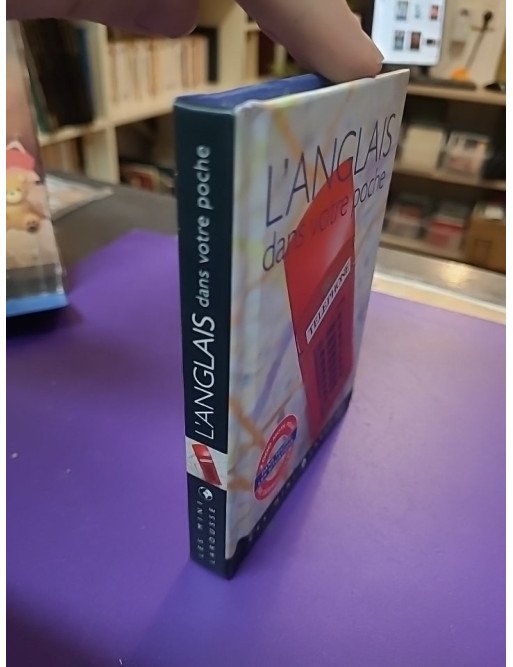 L'ANGLAIS dans votre poche
LES MINI
LAROUSSE
L'ANGLAIS
dans votre poche
TELEPHONE